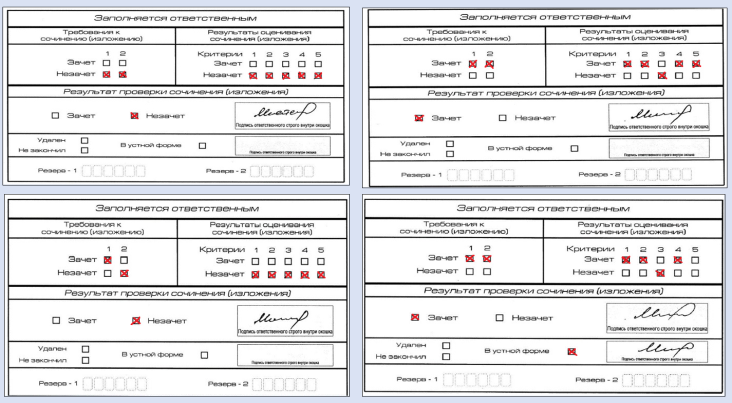 Заполняется ответственным
Требования к сочинению (изложению)
Результаты оценивания сочинения (изложения)
1 2
Критерии 1 2 3 4 5
Зачет
Зачет
Незачет
Незачет
Результат проверки сочинения (изложения)
Зачет
Незачет
Подпись ответственного строго внутри окошка
Удален
Не закончил
В устной форме
Подпись ответственного строго внутри окошка
Резерв - 1
Резерв - 2
Заполняется ответственным
Требования к сочинению (изложению)
Результаты оценивания сочинения (изложения)
1 2
Критерии 1 2 3 4 5
Зачет
Зачет
Незачет
Незачет
Результат проверки сочинения (изложения)
Зачет
Незачет
Подпись ответственного строго внутри окошка
Удален
Не закончил
В устной форме
Подпись ответственного строго внутри окошка
Резерв - 1
Резерв - 2
Заполняется ответственным
Требования к сочинению (изложению)
Результаты оценивания сочинения (изложения)
1 2
Критерии 1 2 3 4 5
Зачет
Зачет
Незачет
Незачет
Результат проверки сочинения (изложения)
Зачет
Незачет
Подпись ответственного строго внутри окошка
Удален
Не закончил
В устной форме
Подпись ответственного строго внутри окошка
Резерв - 1
Резерв - 2
Заполняется ответственным
Требования к сочинению (изложению)
Результаты оценивания сочинения (изложения)
1 2
Критерии 1 2 3 4 5
Зачет
Зачет
Незачет
Незачет
Результат проверки сочинения (изложения)
Зачет
Незачет
Подпись ответственного строго внутри окошка
Удален
Не закончил
В устной форме
Подпись ответственного строго внутри окошка
Резерв - 1
Резерв - 2